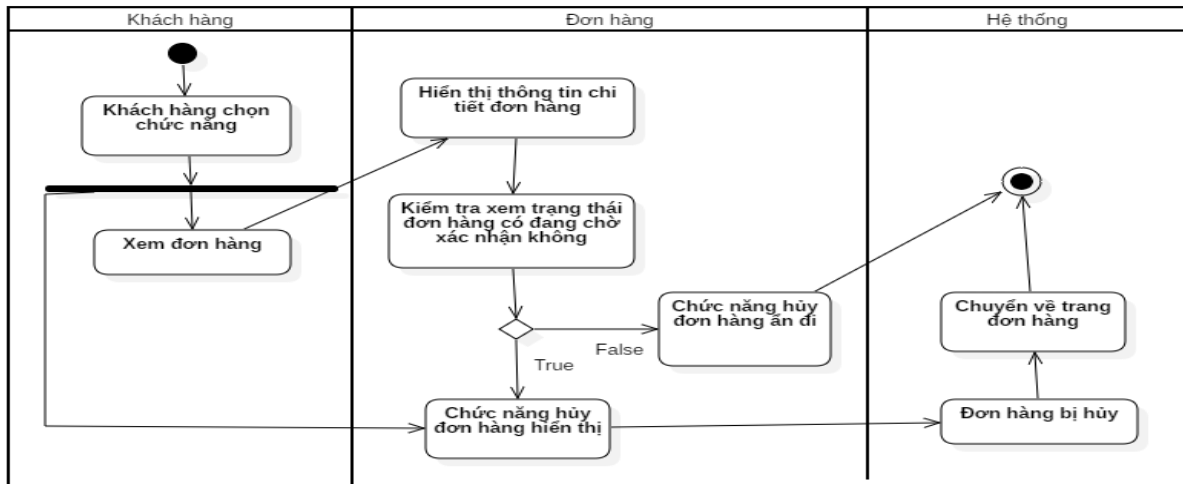 Khách hàng
Đơn hàng
Hệ thống
Khách hàng chọn
chức năng
Xem đơn hàng
Hiển thị thông tin chi
tiết đơn hàng
Kiểm tra xem trạng thái
đơn hàng có đang chờ
xác nhận không
Chức năng hủy
đơn hàng ẩn đi
False
True
Chức năng hủy
đơn hàng hiển thị
Chuyển về trang
đơn hàng
Đơn hàng bị hủy